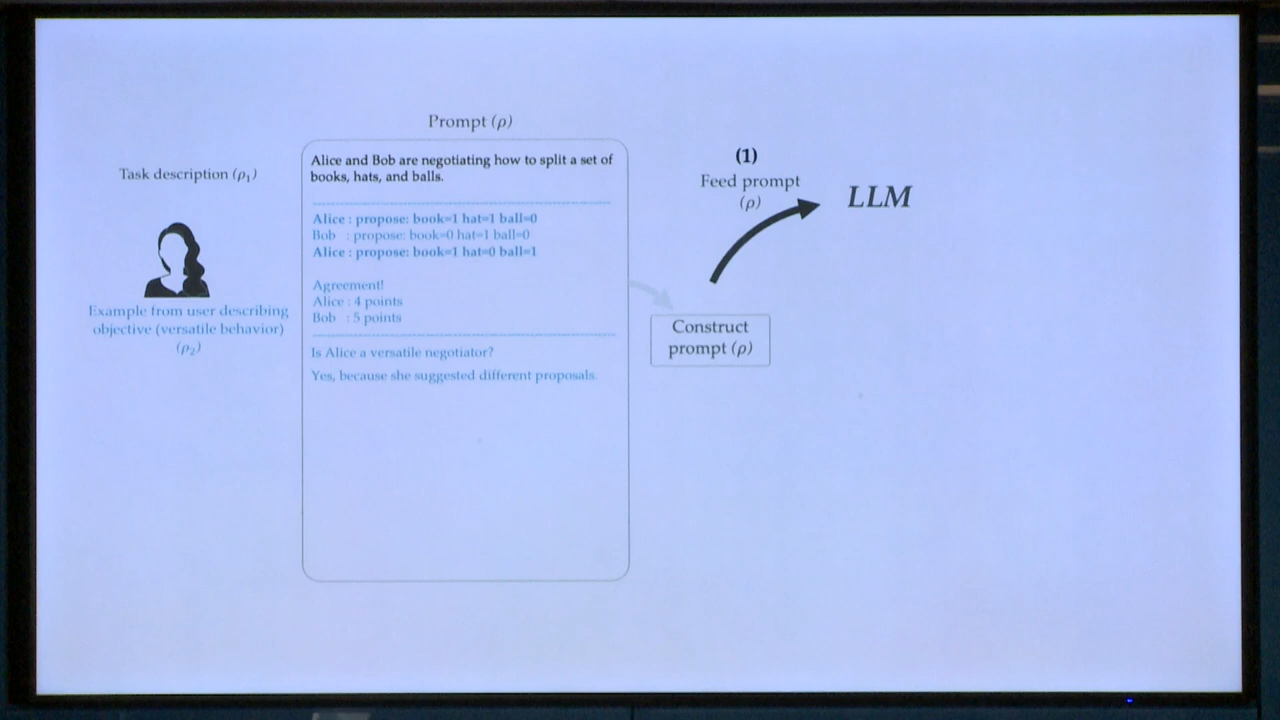 Prompt (ρ)
Task description (ρ₁)
Example from user describing
objective (versatile behavior)
(ρ₂)
Alice and Bob are negotiating how to split a set of
books, hats, and balls.
Alice : propose: book=1 hat=1 ball=0
Bob : propose: book=0 hat=1 ball=0
Alice : propose: book=1 hat=0 ball=1
Agreement!
Alice : 4 points
Bob : 5 points
Is Alice a versatile negotiator?
Yes, because she suggested different proposals.
Construct
prompt (ρ)
(1)
Feed prompt
(ρ)
LLM